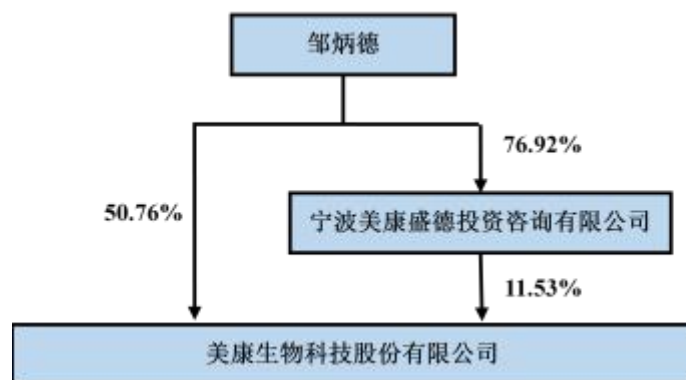 邹炳德
76.92%
50.76%
宁波美康盛德投资咨询有限公司
11.53%
美康生物科技股份有限公司